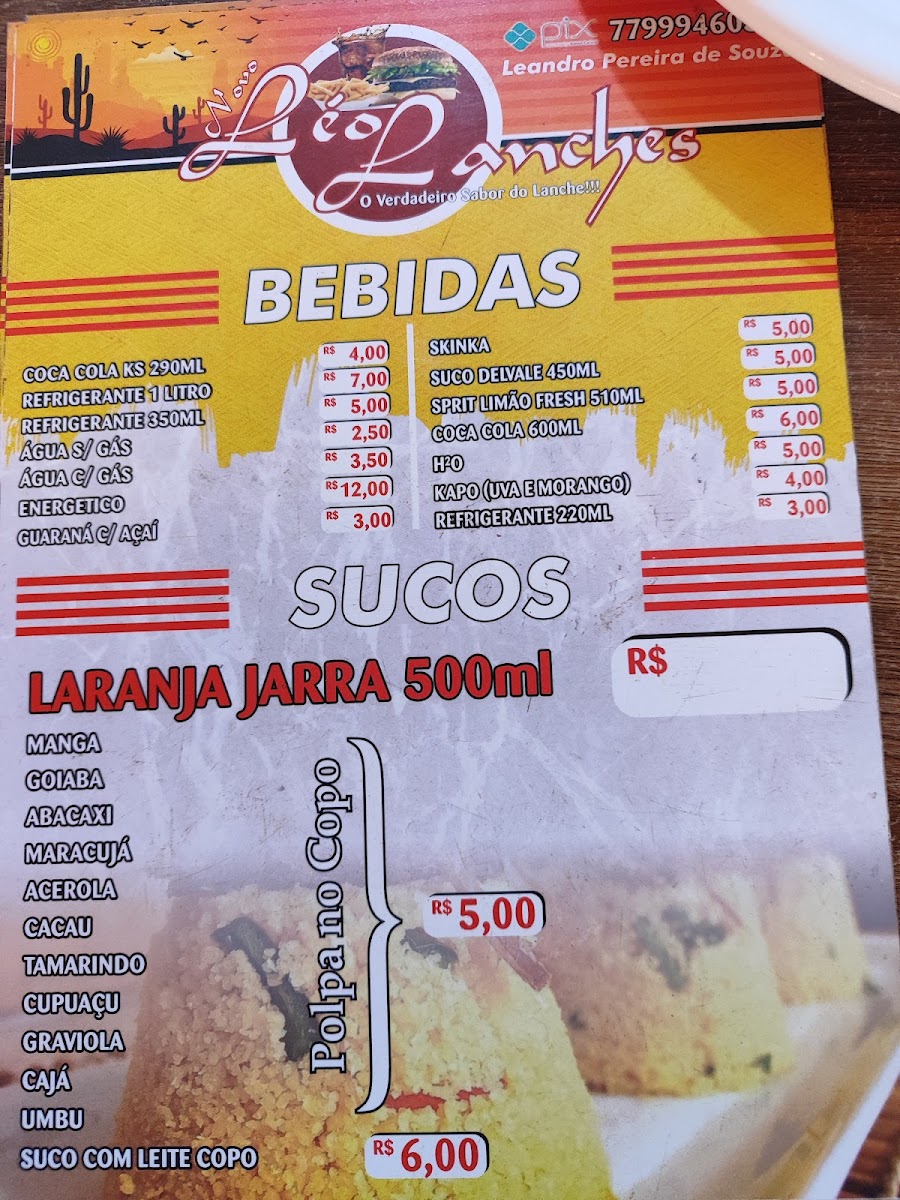 pix 7799946
Leandro Pereira de Souz
Novo
Léo Lanches
O Verdadeiro Sabor do Lanche!!!
BEBIDAS
COCA COLA KS 290ML R$ 4,00
REFRIGERANTE 1 LITRO R$ 7,00
REFRIGERANTE 350ML R$ 5,00
ÁGUA S/ GÁS R$ 2,50
ÁGUA C/ GÁS R$ 3,50
ENERGETICO R$ 12,00
GUARANÁ C/ AÇAÍ R$ 3,00
SKINKA R$ 5,00
SUCO DELVALE 450ML R$ 5,00
SPRIT LIMÃO FRESH 510ML R$ 5,00
COCA COLA 600ML R$ 6,00
H²O R$ 5,00
KAPO (UVA E MORANGO) R$ 4,00
REFRIGERANTE 220ML R$ 3,00
SUCOS
LARANJA JARRA 500ml R$
MANGA
GOIABA
ABACAXI
MARACUJÁ
ACEROLA
CACAU
TAMARINDO
CUPUAÇU
GRAVIOLA
CAJÁ
UMBU
Polpa no Copo
R$ 5,00
SUCO COM LEITE COPO R$ 6,00